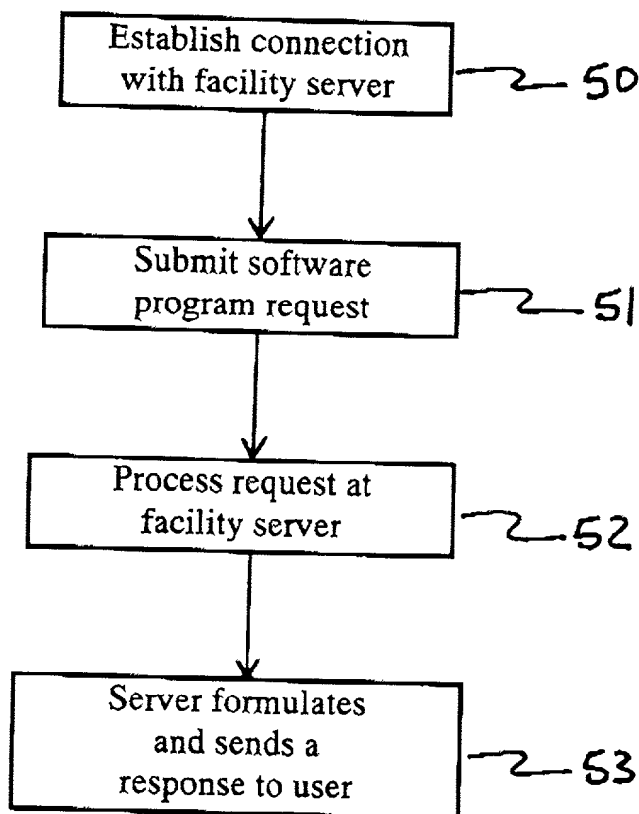 Establish connection
with facility server
50
Submit software
program request
51
Process request at
facility server
52
Server formulates
and sends a
response to user
53